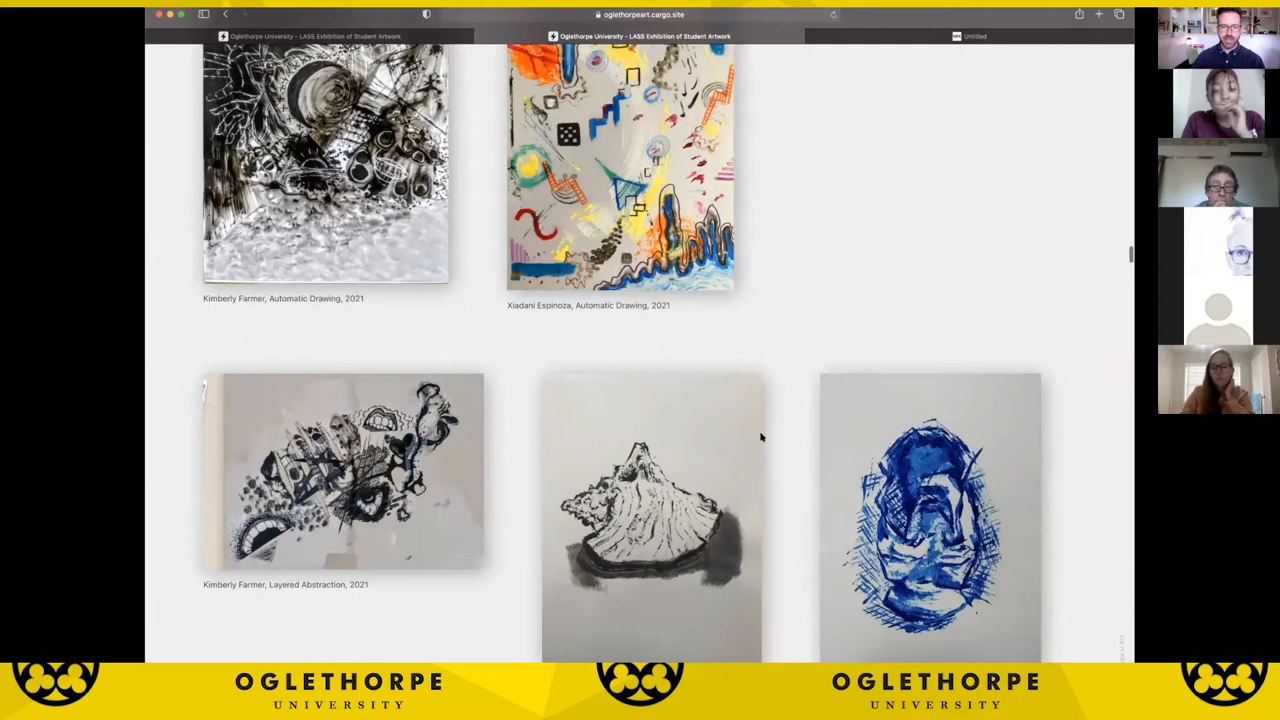 oglethorpeart.cargo.site
Oglethorpe University - LASS Exhibition of Student Artwork
Oglethorpe University - LASS Exhibition of Student Artwork
Untitled
Kimberly Farmer, Automatic Drawing, 2021
Xiadani Espinoza, Automatic Drawing, 2021
Kimberly Farmer, Layered Abstraction, 2021
OGLETHORPE
UNIVERSITY
OGLETHORPE
UNIVERSITY